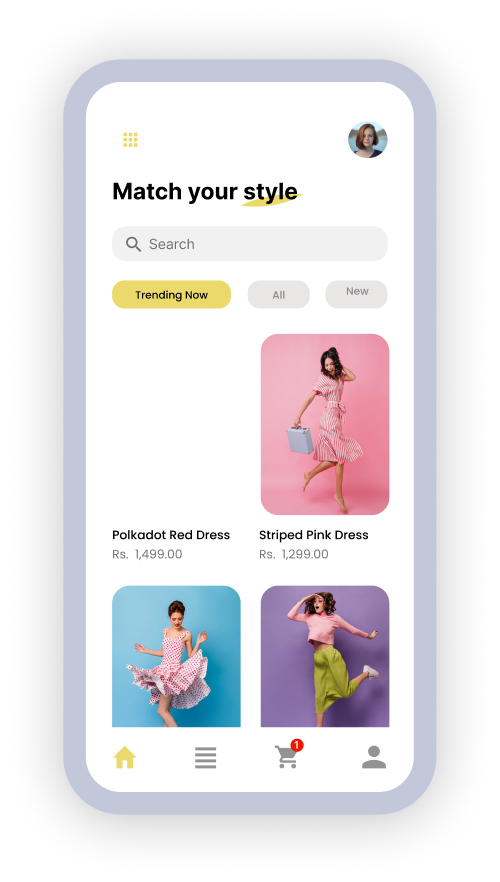 Match your style
Search
Trending Now
All
New
Polkadot Red Dress
Striped Pink Dress
Rs. 1,499.00
Rs. 1,299.00
1